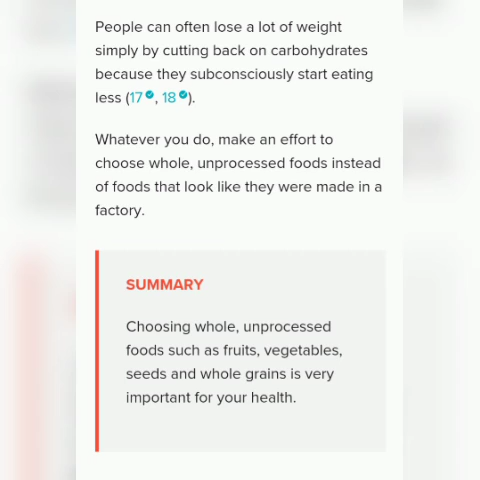 People can often lose a lot of weight
simply by cutting back on carbohydrates
because they subconsciously start eating
less (17, 18).
Whatever you do, make an effort to
choose whole, unprocessed foods instead
of foods that look like they were made in a
factory.
SUMMARY
Choosing whole, unprocessed
foods such as fruits, vegetables,
seeds and whole grains is very
important for your health.